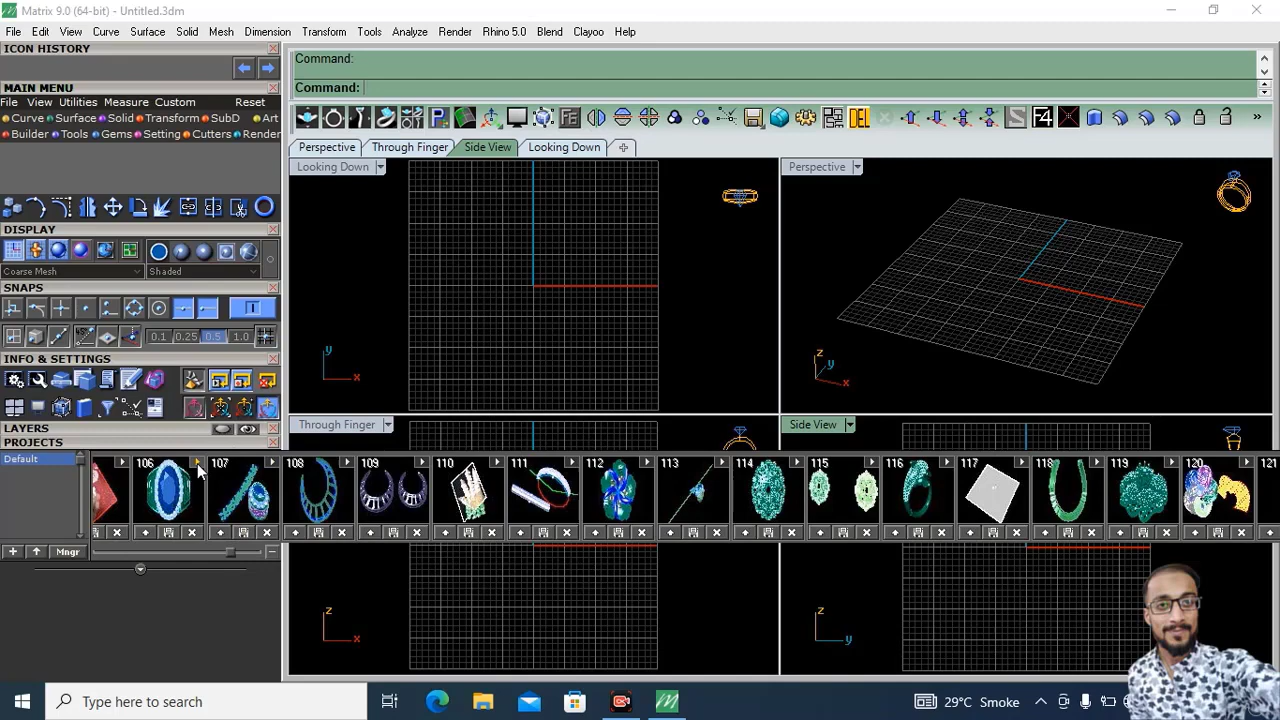 Matrix 9.0 (64-bit) - Untitled.3dm
File Edit View Curve Surface Solid Mesh Dimension Transform Tools Analyze Render Rhino 5.0 Blend Clayoo Help
ICON HISTORY
MAIN MENU
File View Utilities Measure Custom Reset
Curve Surface Solid Transform SubD Art
Builder Tools Gems Setting Cutters Render
DISPLAY
Coarse Mesh Shaded
SNAPS
0.1 0.25 0.5 1.0
INFO & SETTINGS
LAYERS
PROJECTS
Default
Mngr
Command:
Command:
DEL F4
Perspective Through Finger Side View Looking Down
Looking Down
y
x
Perspective
z
y
x
Through Finger
z
x
Side View
z
y
106 107 108 109 110 111 112 113 114 115 116 117 118 119 120 121
Type here to search
29°C Smoke